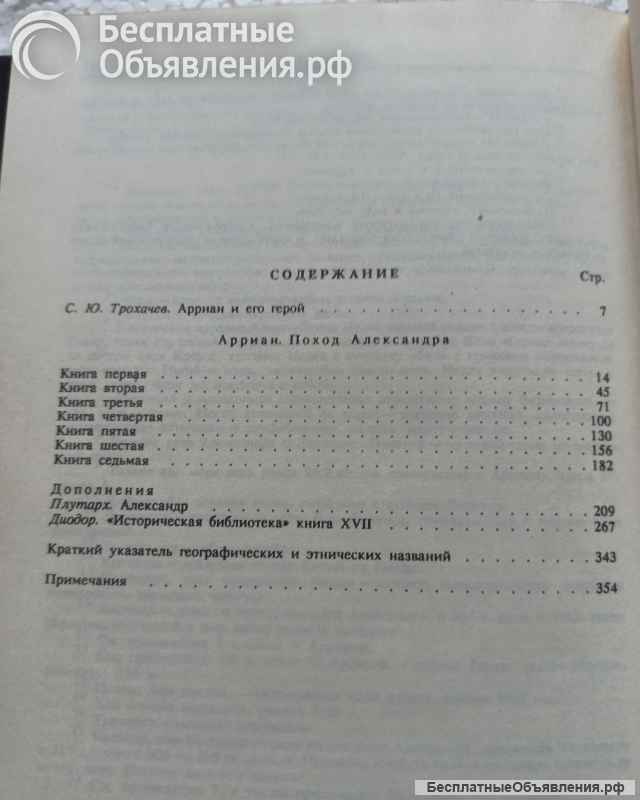 Бесплатные
Объявления.рф
СОДЕРЖАНИЕ
Стр.
С. Ю. Трохачев. Арриан и его герой . . . . . . . . . . . . . . 7
Арриан. Поход Александра
Книга первая . . . . . . . . . . . . . . . . . . . . . . . 14
Книга вторая . . . . . . . . . . . . . . . . . . . . . . . 45
Книга третья . . . . . . . . . . . . . . . . . . . . . . . 71
Книга четвертая . . . . . . . . . . . . . . . . . . . . . . 100
Книга пятая . . . . . . . . . . . . . . . . . . . . . . . 130
Книга шестая . . . . . . . . . . . . . . . . . . . . . . . 156
Книга седьмая . . . . . . . . . . . . . . . . . . . . . . 182
Дополнения
Плутарх. Александр . . . . . . . . . . . . . . . . . . . . 209
Диодор. «Историческая библиотека» книга XVII . . . . . . . . . . 267
Краткий указатель географических и этнических названий . . . . . . . 343
Примечания . . . . . . . . . . . . . . . . . . . . . . . 354
БесплатныеОбъявления.рф